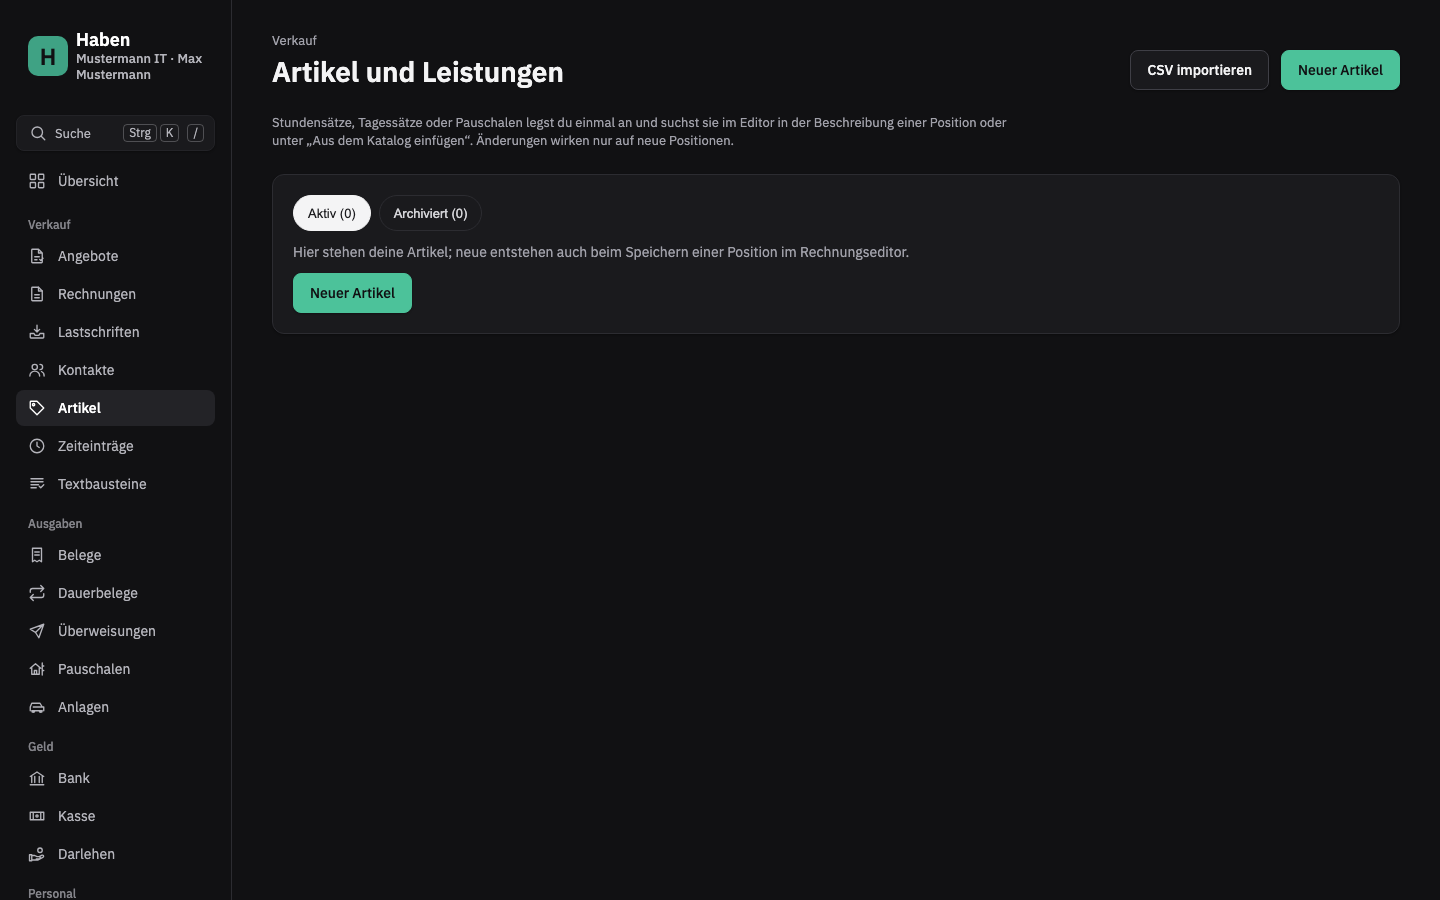 H
Haben
Mustermann IT · Max
Mustermann
Suche Strg K /
Übersicht
Verkauf
Angebote
Rechnungen
Lastschriften
Kontakte
Artikel
Zeiteinträge
Textbausteine
Ausgaben
Belege
Dauerbelege
Überweisungen
Pauschalen
Anlagen
Geld
Bank
Kasse
Darlehen
Personal
Verkauf
Artikel und Leistungen
CSV importieren
Neuer Artikel
Stundensätze, Tagessätze oder Pauschalen legst du einmal an und suchst sie im Editor in der Beschreibung einer Position oder
unter „Aus dem Katalog einfügen“. Änderungen wirken nur auf neue Positionen.
Aktiv (0) Archiviert (0)
Hier stehen deine Artikel; neue entstehen auch beim Speichern einer Position im Rechnungseditor.
Neuer Artikel